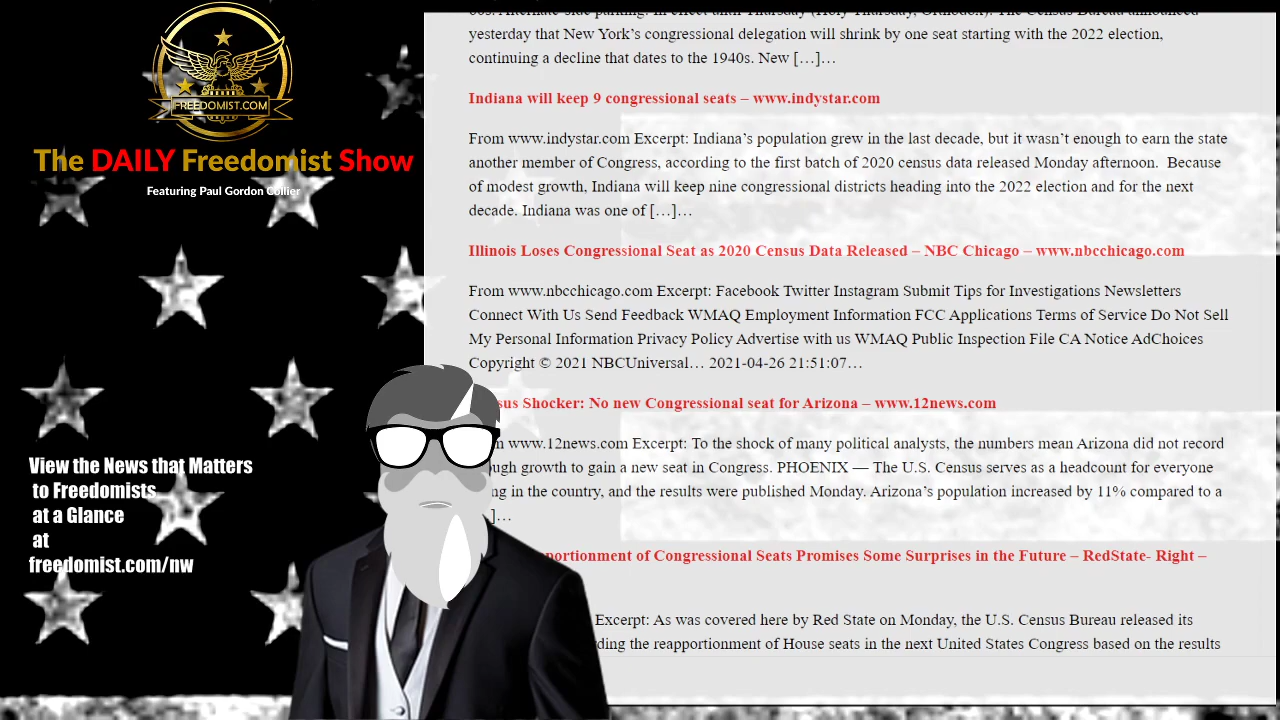 FREEDOMIST.COM
The DAILY Freedomist Show
Featuring Paul Gordon Collier
View the News that Matters
to Freedomists
at a Glance
at
freedomist.com/nw
yesterday that New York’s congressional delegation will shrink by one seat starting with the 2022 election,
continuing a decline that dates to the 1940s. New […]…
Indiana will keep 9 congressional seats – www.indystar.com
From www.indystar.com Excerpt: Indiana’s population grew in the last decade, but it wasn’t enough to earn the state
another member of Congress, according to the first batch of 2020 census data released Monday afternoon. Because
of modest growth, Indiana will keep nine congressional districts heading into the 2022 election and for the next
decade. Indiana was one of […]…
Illinois Loses Congressional Seat as 2020 Census Data Released – NBC Chicago – www.nbcchicago.com
From www.nbcchicago.com Excerpt: Facebook Twitter Instagram Submit Tips for Investigations Newsletters
Connect With Us Send Feedback WMAQ Employment Information FCC Applications Terms of Service Do Not Sell
My Personal Information Privacy Policy Advertise with us WMAQ Public Inspection File CA Notice AdChoices
Copyright © 2021 NBCUniversal… 2021-04-26 21:51:07…
Shocker: No new Congressional seat for Arizona – www.12news.com
www.12news.com Excerpt: To the shock of many political analysts, the numbers mean Arizona did not record
growth to gain a new seat in Congress. PHOENIX — The U.S. Census serves as a headcount for everyone
in the country, and the results were published Monday. Arizona’s population increased by 11% compared to a
]…
of Congressional Seats Promises Some Surprises in the Future – RedState- Right –
Excerpt: As was covered here by Red State on Monday, the U.S. Census Bureau released its
the reapportionment of House seats in the next United States Congress based on the results